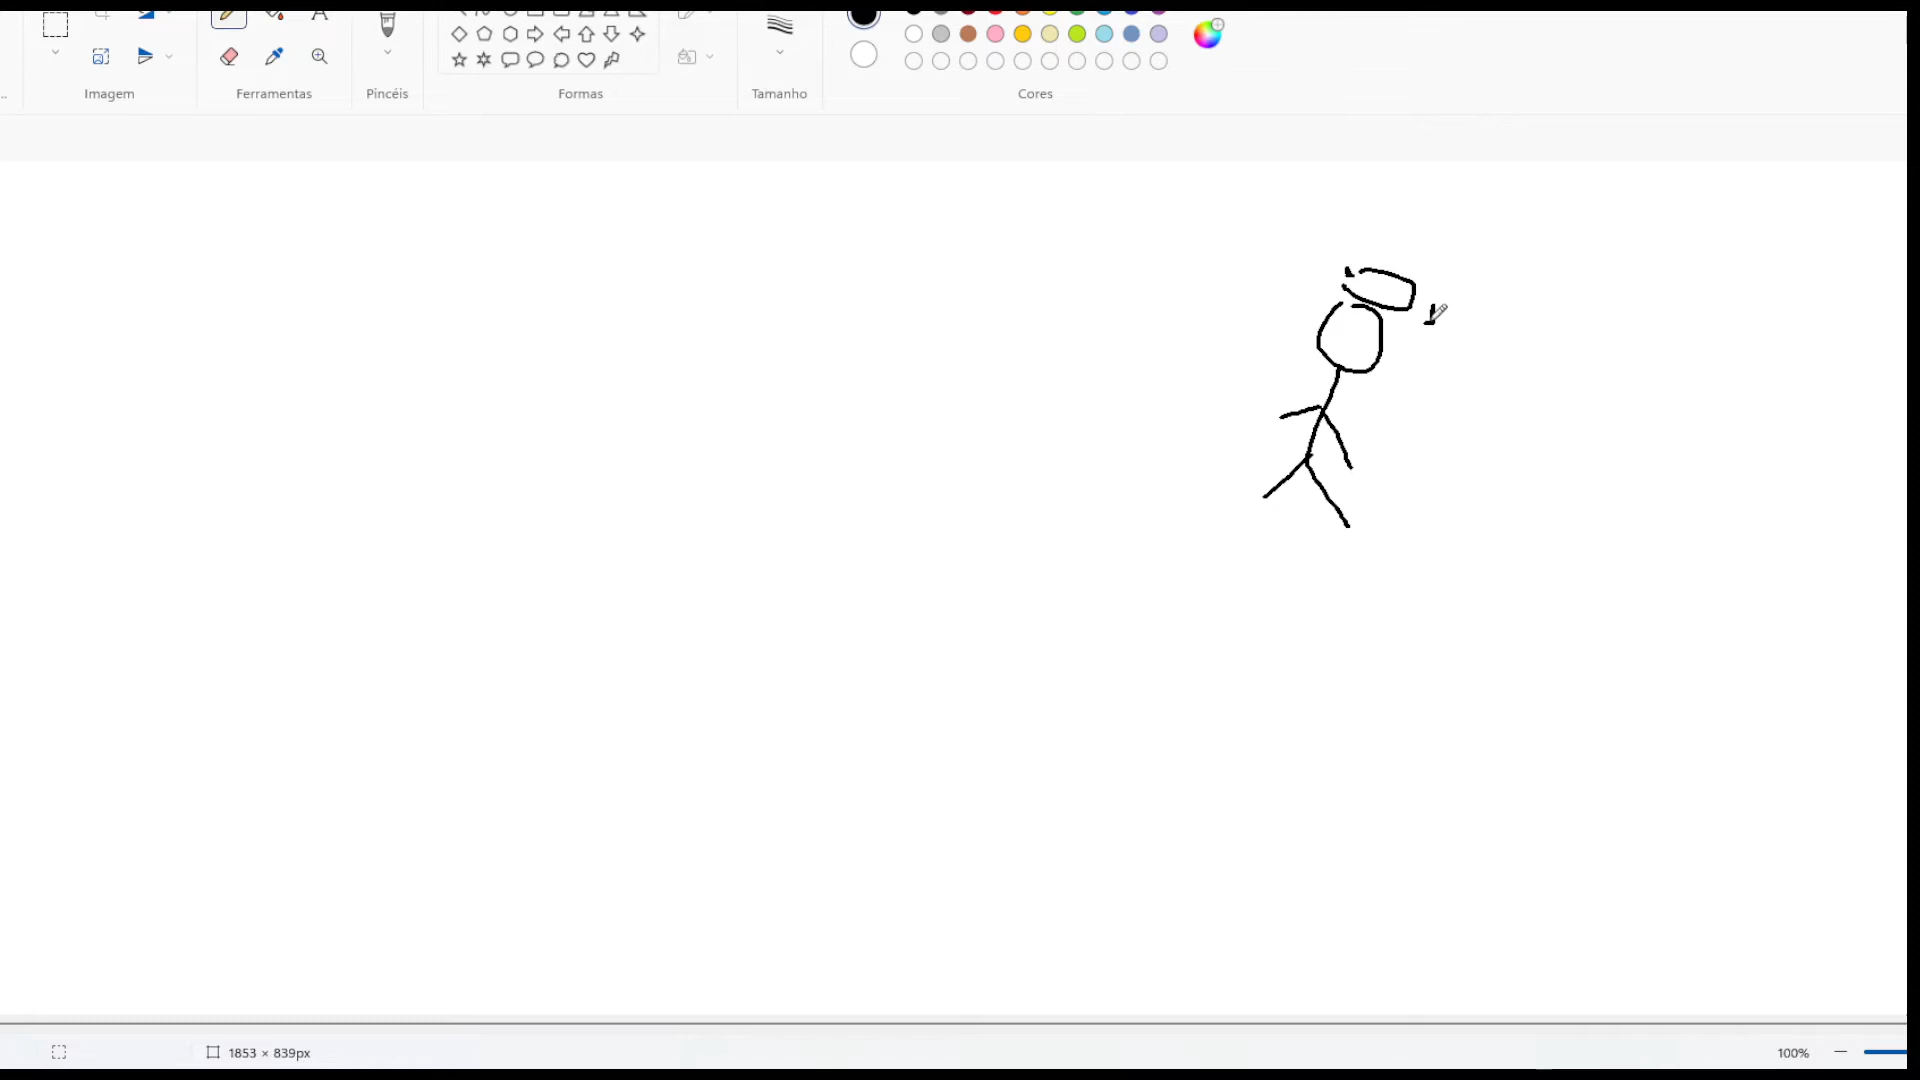 Imagem
Ferramentas
Pincéis
Formas
Tamanho
Cores
1853 × 839px
100%